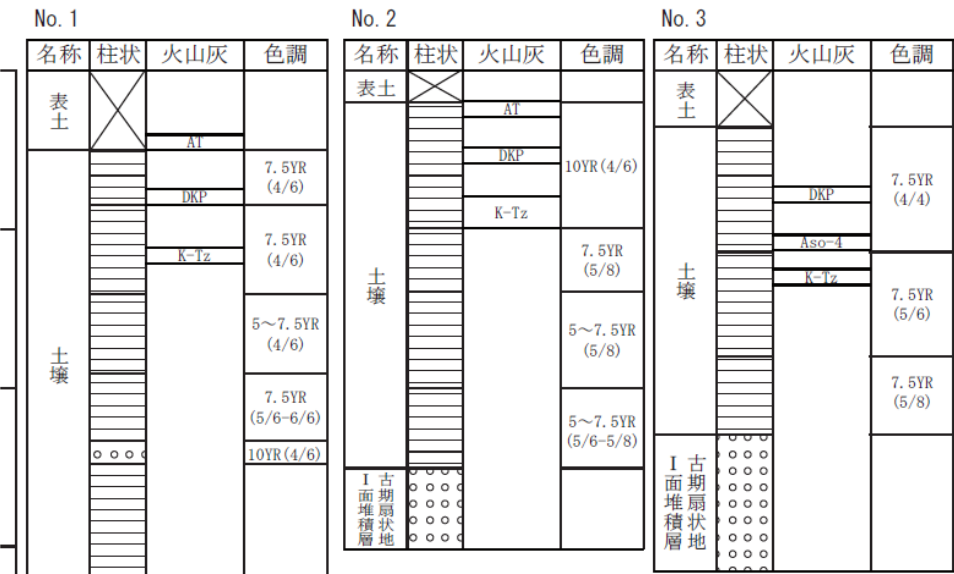 No. 1
名称 柱状 火山灰 色調
表土
AT
7.5YR
(4/6)
DKP
7.5YR
(4/6)
K-Tz
5～7.5YR
(4/6)
土壌
7.5YR
(5/6-6/6)
10YR(4/6)
No. 2
名称 柱状 火山灰 色調
表土
AT
DKP
10YR(4/6)
K-Tz
7.5YR
(5/8)
土壌
5～7.5YR
(5/8)
5～7.5YR
(5/6-5/8)
古期扇状地
Ⅰ面堆積層
No. 3
名称 柱状 火山灰 色調
表土
DKP
7.5YR
(4/4)
Aso-4
K-Tz
土壌
7.5YR
(5/6)
7.5YR
(5/8)
古期扇状地
Ⅰ面堆積層